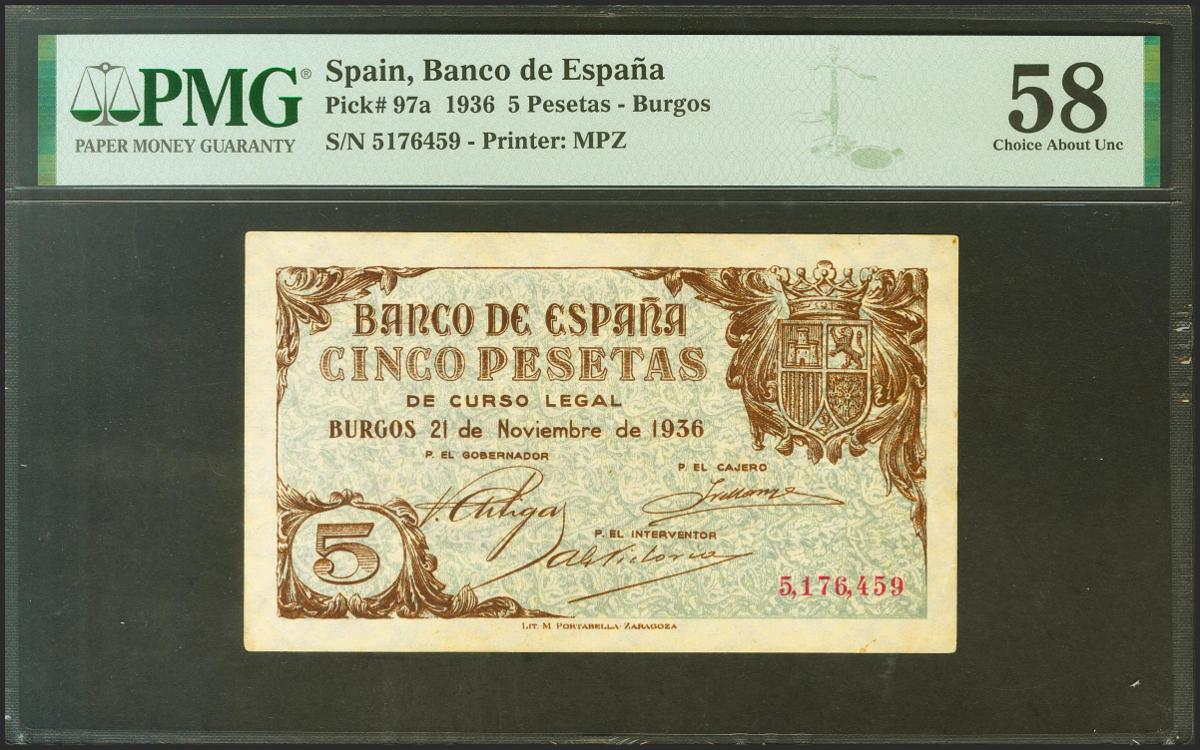 PMG®
PAPER MONEY GUARANTY
Spain, Banco de España
Pick# 97a 1936 5 Pesetas - Burgos
S/N 5176459 - Printer: MPZ
58
Choice About Unc
BANCO DE ESPAÑA
CINCO PESETAS
DE CURSO LEGAL
BURGOS 21 de Noviembre de 1936
P. EL GOBERNADOR
P. EL CAJERO
P. EL INTERVENTOR
5
5,176,459
LIT. M PORTABELLA-ZARAGOZA